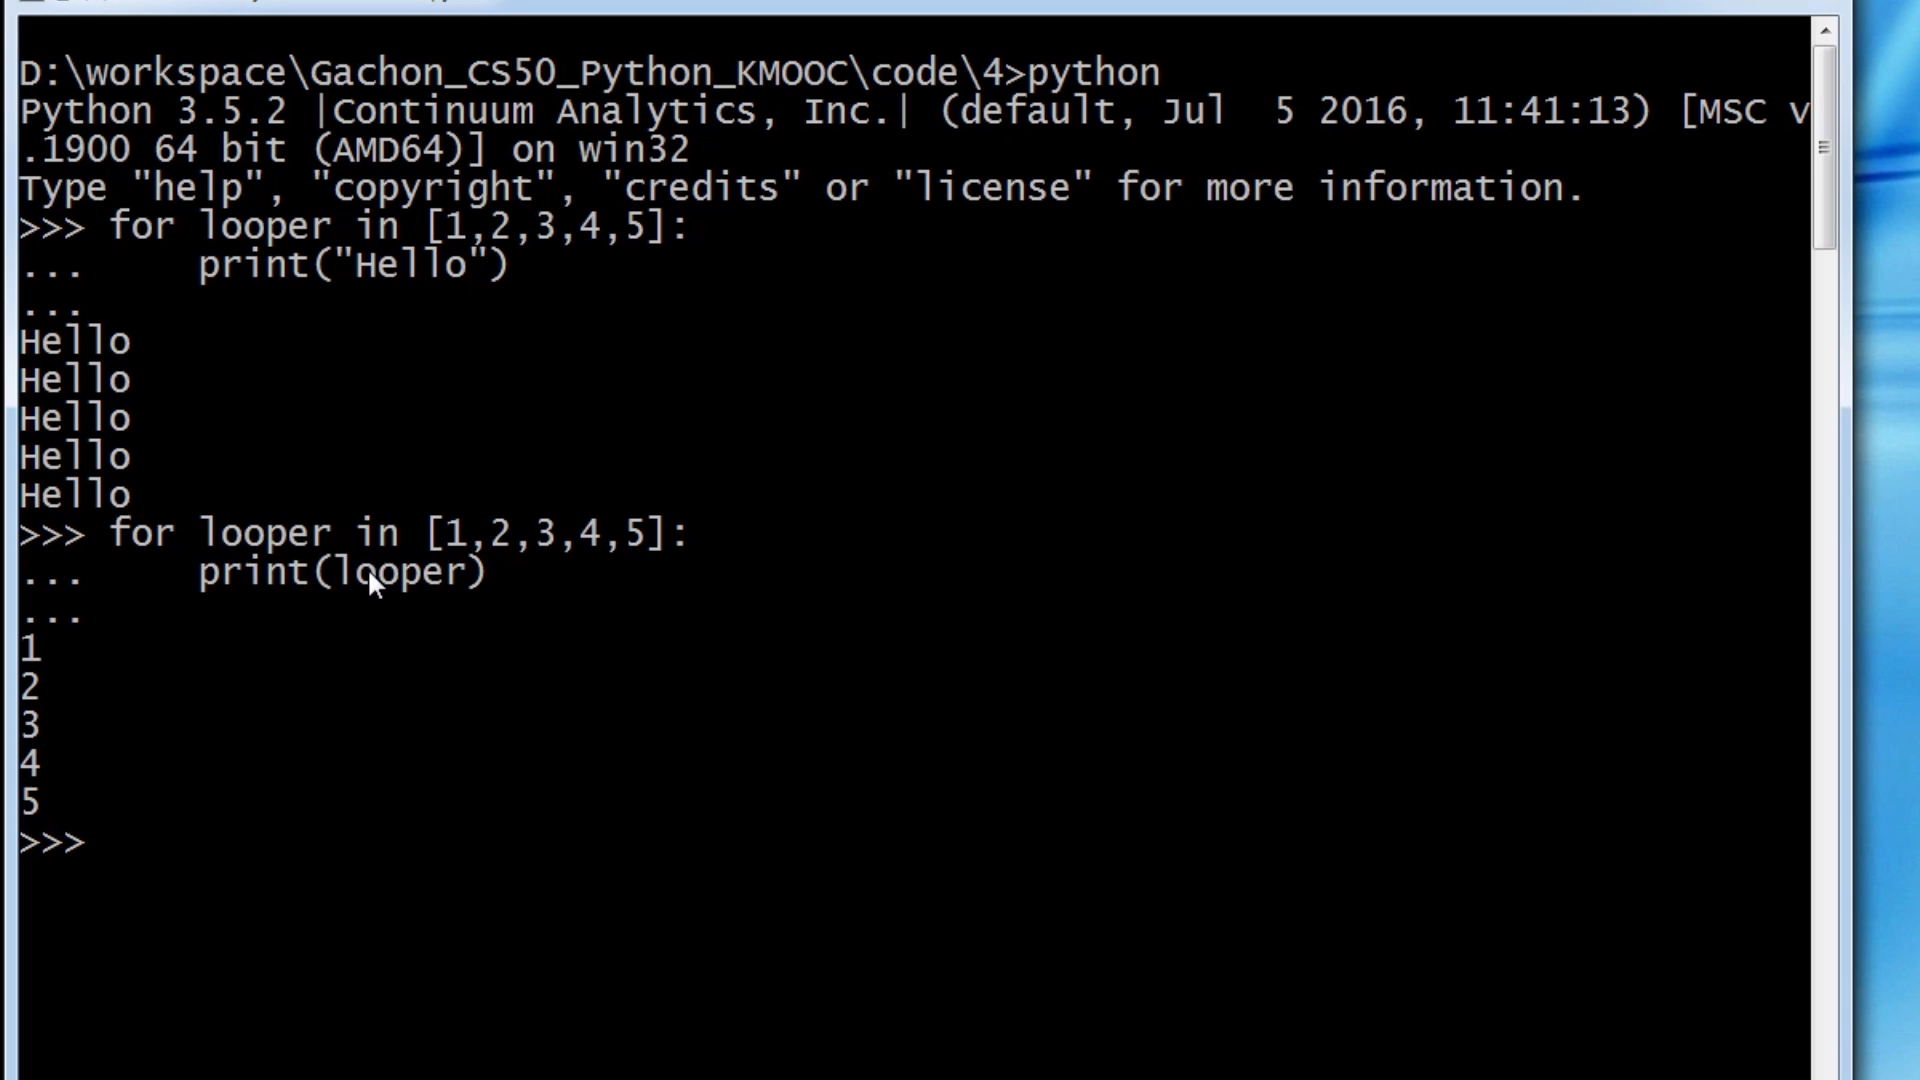 D:\workspace\Gachon_CS50_Python_KMOOC\code\4>python
Python 3.5.2 |Continuum Analytics, Inc.| (default, Jul  5 2016, 11:41:13) [MSC v
.1900 64 bit (AMD64)] on win32
Type "help", "copyright", "credits" or "license" for more information.
>>> for looper in [1,2,3,4,5]:
...     print("Hello")
...
Hello
Hello
Hello
Hello
Hello
>>> for looper in [1,2,3,4,5]:
...     print(looper)
...
1
2
3
4
5
>>>